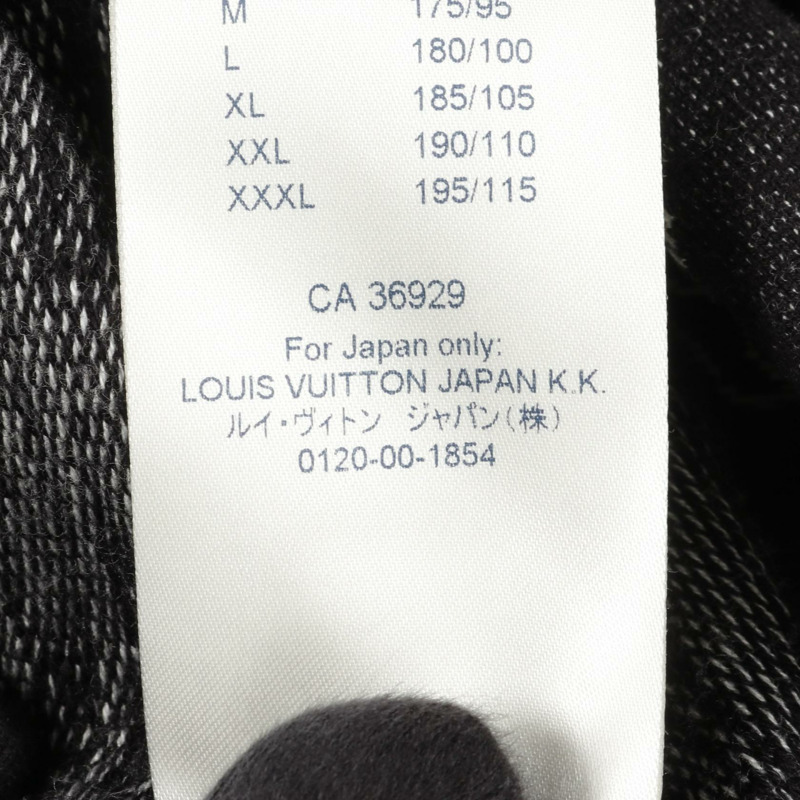 M 175/95
L 180/100
XL 185/105
XXL 190/110
XXXL 195/115
CA 36929
For Japan only:
LOUIS VUITTON JAPAN K.K.
ルイ・ヴィトン ジャパン(株)
0120-00-1854